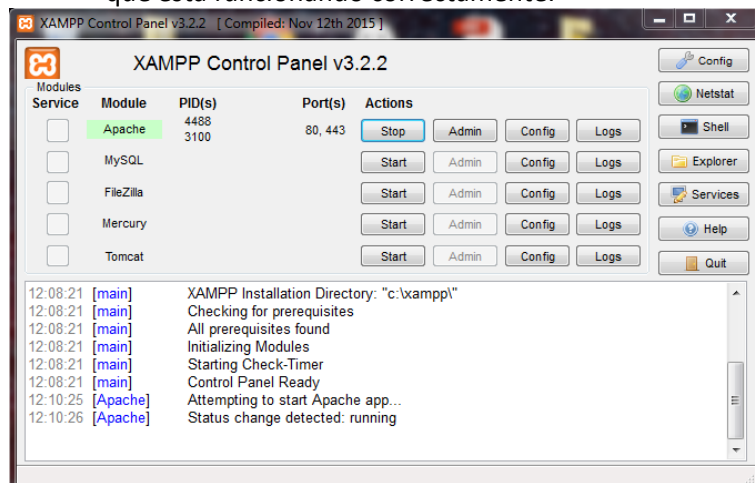 que está funcionando correctamente.
XAMPP Control Panel v3.2.2 [ Compiled: Nov 12th 2015 ]
XAMPP Control Panel v3.2.2
Config
Modules
Service Module PID(s) Port(s) Actions
Netstat
Apache 4488 80, 443 Stop Admin Config Logs
3100
Shell
MySQL Start Admin Config Logs
Explorer
FileZilla Start Admin Config Logs
Services
Mercury Start Admin Config Logs
Help
Tomcat Start Admin Config Logs
Quit
12:08:21 [main] XAMPP Installation Directory: "c:\xampp\"
12:08:21 [main] Checking for prerequisites
12:08:21 [main] All prerequisites found
12:08:21 [main] Initializing Modules
12:08:21 [main] Starting Check-Timer
12:08:21 [main] Control Panel Ready
12:10:25 [Apache] Attempting to start Apache app...
12:10:26 [Apache] Status change detected: running